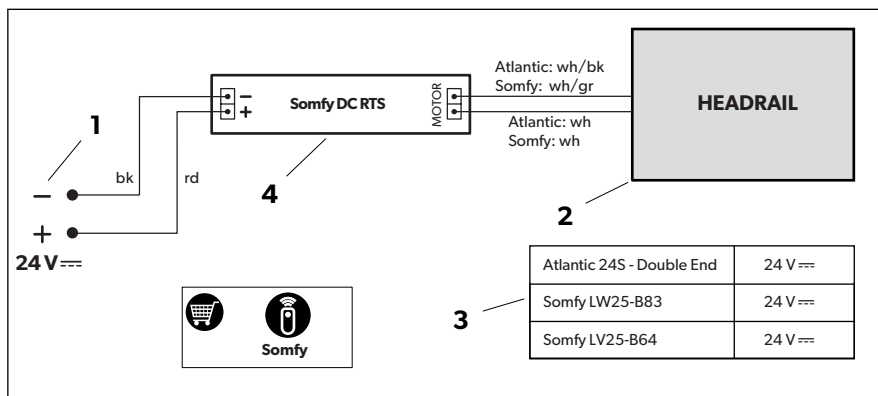 Atlantic: wh/bk
Somfy: wh/gr
HEADRAIL
Somfy DC RTS
MOTOR
−
+
Atlantic: wh
Somfy: wh
1
bk
rd
4
2
−
+
24 V ⎓
Atlantic 24S - Double End 24 V ⎓
Somfy LW25-B83 24 V ⎓
Somfy LV25-B64 24 V ⎓
3
Somfy